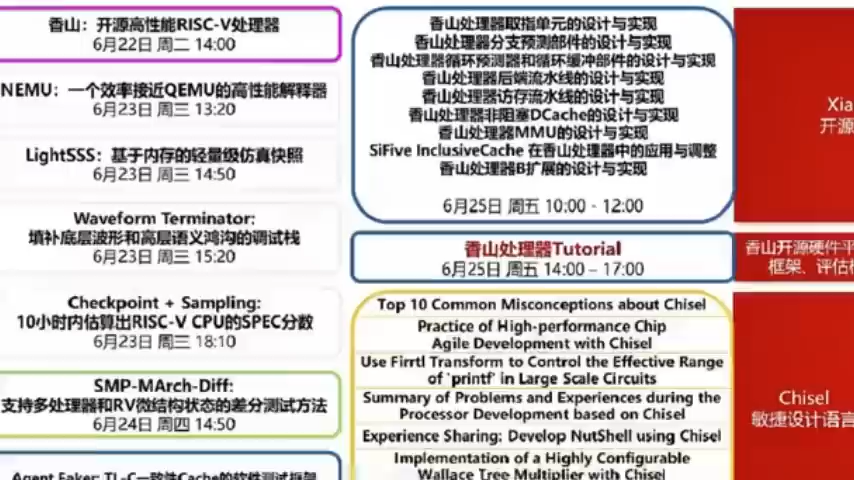 香山：开源高性能RISC-V处理器
6月22日 周二 14:00
NEMU：一个效率接近QEMU的高性能解释器
6月23日 周三 13:20
LightSSS：基于内存的轻量级仿真快照
6月23日 周三 14:50
Waveform Terminator:
填补底层波形和高层语义鸿沟的调试栈
6月23日 周三 15:20
Checkpoint + Sampling:
10小时内估算出RISC-V CPU的SPEC分数
6月23日 周三 18:10
SMP-MArch-Diff:
支持多处理器和RV微结构状态的差分测试方法
6月24日 周四 14:50
Agent Faker: TL-C一致性Cache的软件测试框架
香山处理器取指单元的设计与实现
香山处理器分支预测部件的设计与实现
香山处理器循环预测器和循环缓冲部件的设计与实现
香山处理器后端流水线的设计与实现
香山处理器访存流水线的设计与实现
香山处理器非阻塞DCache的设计与实现
香山处理器MMU的设计与实现
SiFive InclusiveCache 在香山处理器中的应用与调整
香山处理器B扩展的设计与实现
6月25日 周五 10:00 - 12:00
香山处理器Tutorial
6月25日 周五 14:00 – 17:00
Top 10 Common Misconceptions about Chisel
Practice of High-performance Chip
Agile Development with Chisel
Use Firrtl Transform to Control the Effective Range
of 'printf' in Large Scale Circuits
Summary of Problems and Experiences during the
Processor Development based on Chisel
Experience Sharing: Develop NutShell using Chisel
Implementation of a Highly Configurable
Wallace Tree Multiplier with Chisel
Xia
开源
香山开源硬件平
框架、评估
Chisel
敏捷设计语言